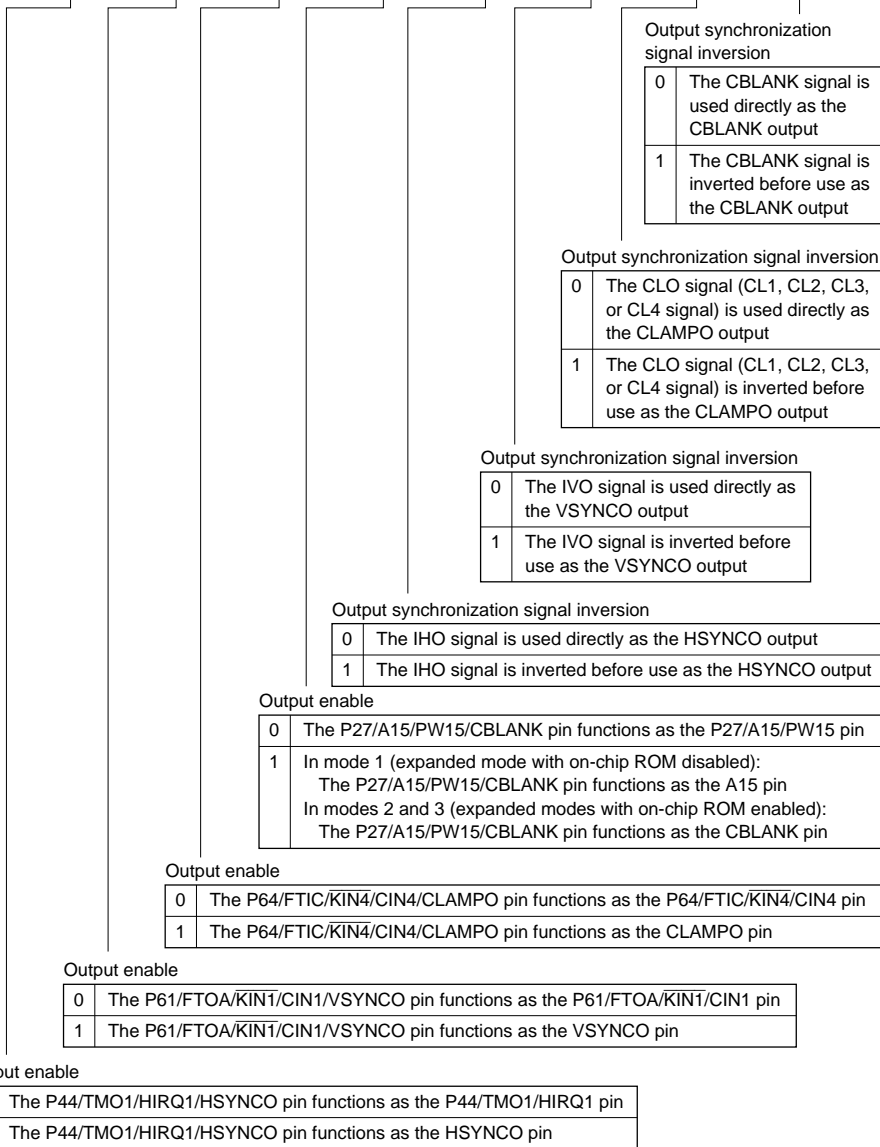 Output synchronization
signal inversion
0 The CBLANK signal is
used directly as the
CBLANK output
1 The CBLANK signal is
inverted before use as
the CBLANK output
Output synchronization signal inversion
0 The CLO signal (CL1, CL2, CL3,
or CL4 signal) is used directly as
the CLAMPO output
1 The CLO signal (CL1, CL2, CL3,
or CL4 signal) is inverted before
use as the CLAMPO output
Output synchronization signal inversion
0 The IVO signal is used directly as
the VSYNCO output
1 The IVO signal is inverted before
use as the VSYNCO output
Output synchronization signal inversion
0 The IHO signal is used directly as the HSYNCO output
1 The IHO signal is inverted before use as the HSYNCO output
Output enable
0 The P27/A15/PW15/CBLANK pin functions as the P27/A15/PW15 pin
1 In mode 1 (expanded mode with on-chip ROM disabled):
The P27/A15/PW15/CBLANK pin functions as the A15 pin
In modes 2 and 3 (expanded modes with on-chip ROM enabled):
The P27/A15/PW15/CBLANK pin functions as the CBLANK pin
Output enable
0 The P64/FTIC/K̅I̅N̅4̅/CIN4/CLAMPO pin functions as the P64/FTIC/K̅I̅N̅4̅/CIN4 pin
1 The P64/FTIC/K̅I̅N̅4̅/CIN4/CLAMPO pin functions as the CLAMPO pin
Output enable
0 The P61/FTOA/K̅I̅N̅1̅/CIN1/VSYNCO pin functions as the P61/FTOA/K̅I̅N̅1̅/CIN1 pin
1 The P61/FTOA/K̅I̅N̅1̅/CIN1/VSYNCO pin functions as the VSYNCO pin
out enable
The P44/TMO1/HIRQ1/HSYNCO pin functions as the P44/TMO1/HIRQ1 pin
The P44/TMO1/HIRQ1/HSYNCO pin functions as the HSYNCO pin